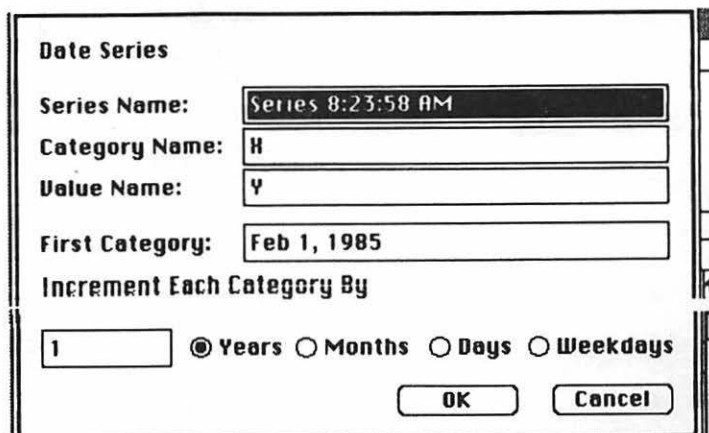 Date Series
Series Name: Series 8:23:58 AM
Category Name: X
Value Name: Y
First Category: Feb 1, 1985
Increment Each Category By
1 Years Months Days Weekdays
OK Cancel